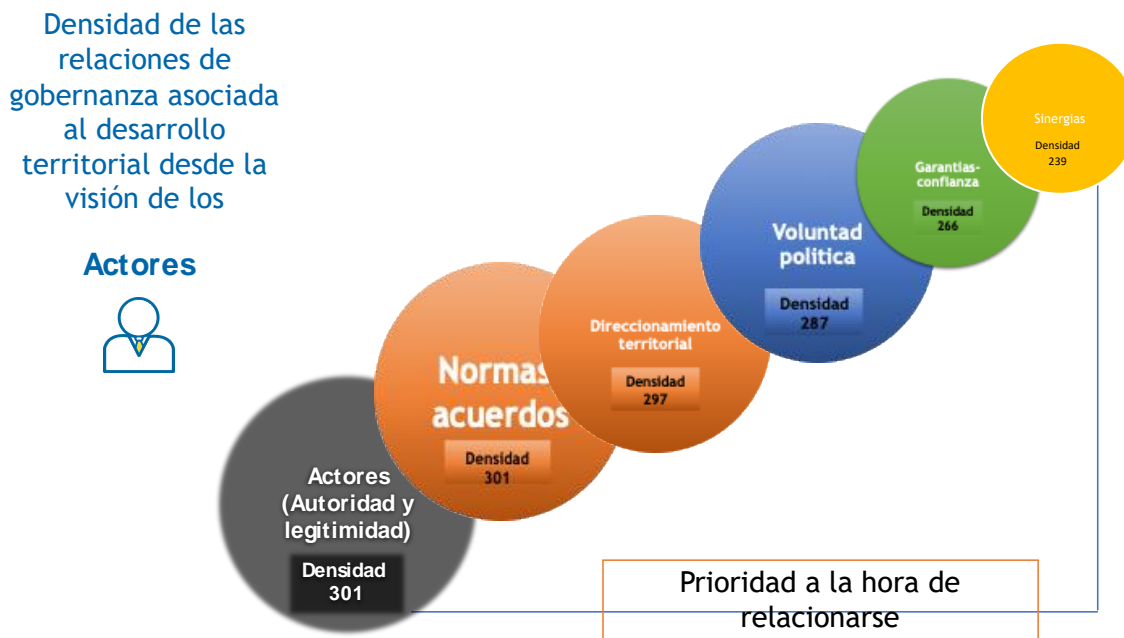 Densidad de las
relaciones de
gobernanza asociada
al desarrollo
territorial desde la
visión de los
Actores
Sinergias
Densidad
239
Garantias-
confianza
Densidad
266
Voluntad
politica
Densidad
287
Direccionamiento
territorial
Densidad
297
Normas
acuerdos
Densidad
301
Actores
(Autoridad y
legitimidad)
Densidad
301
Prioridad a la hora de
relacionarse